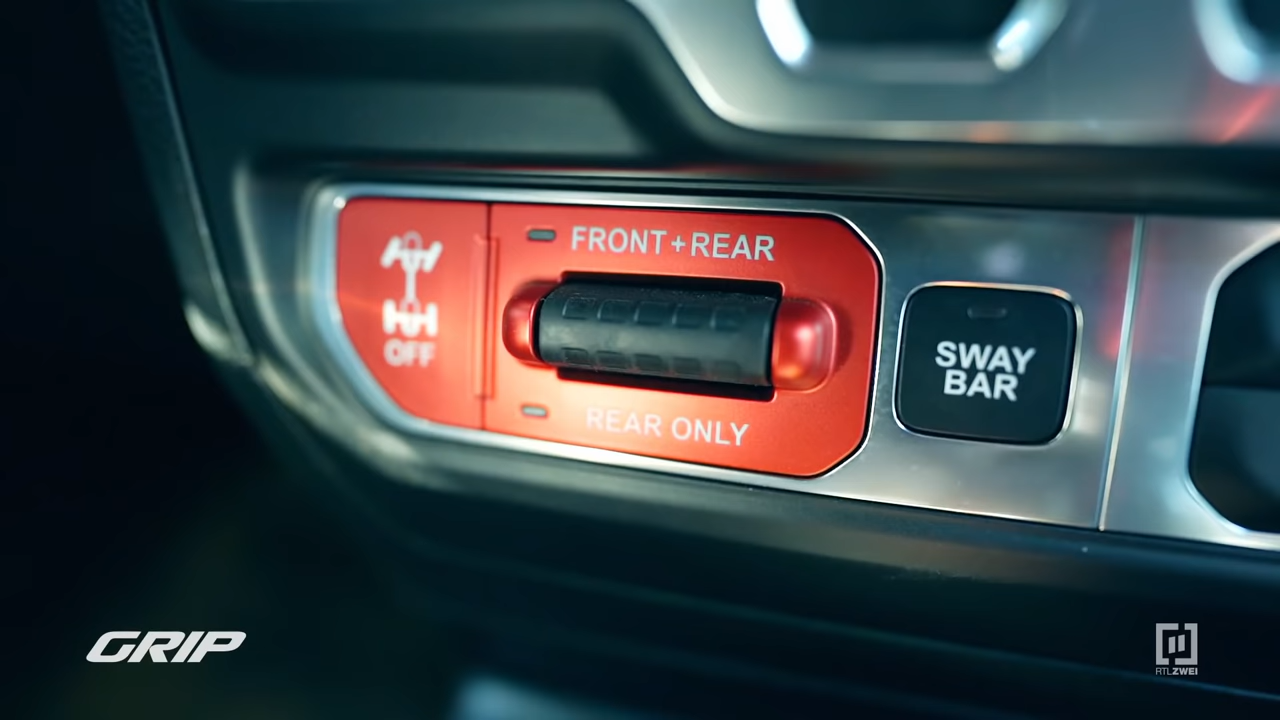 FRONT+REAR
OFF
REAR ONLY
SWAY
BAR
GRIP
RTLZWEI